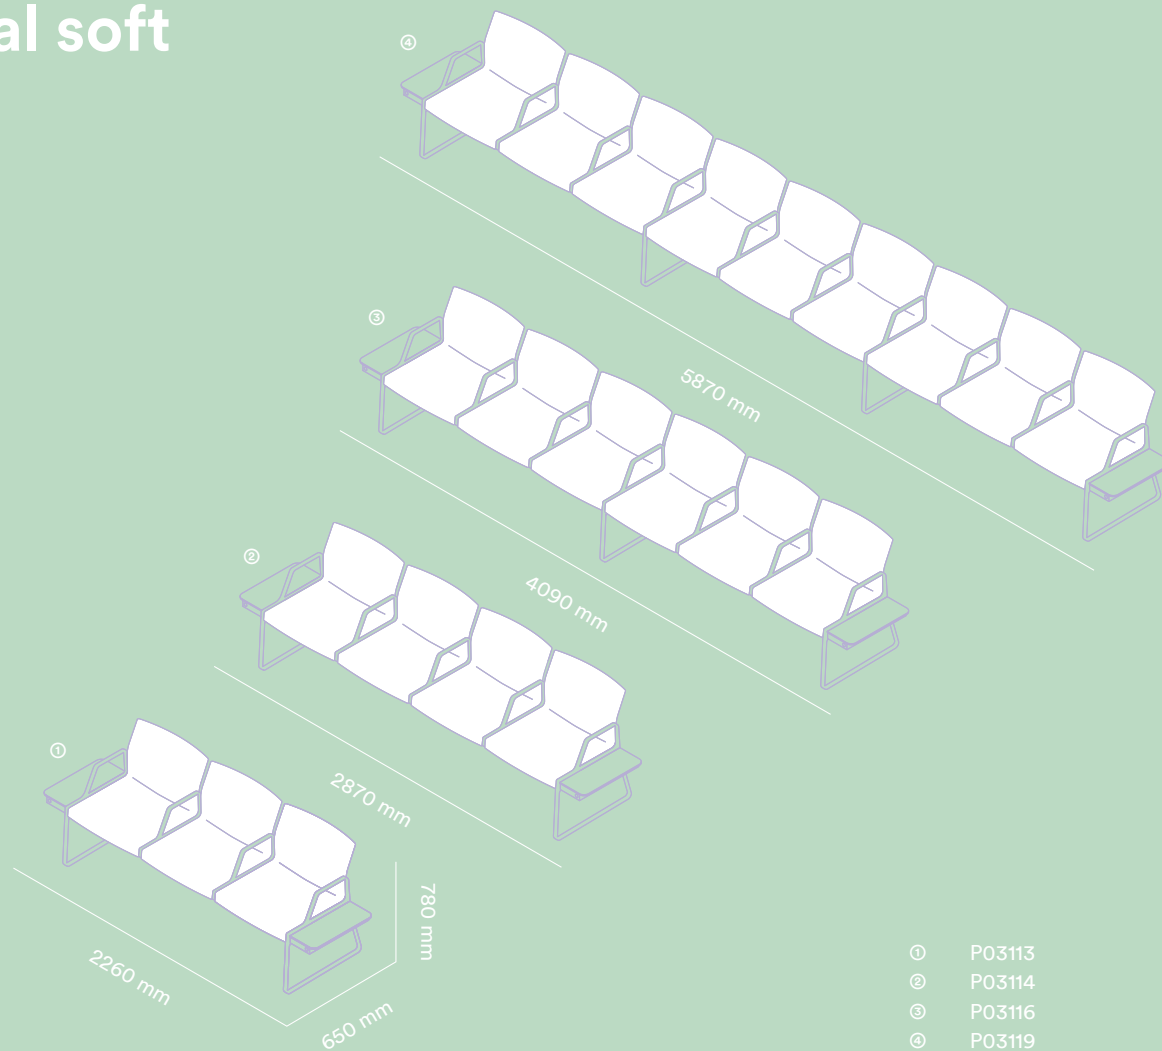 al soft
④
5870 mm
③
4090 mm
②
2870 mm
①
780 mm
2260 mm
650 mm
① P03113
② P03114
③ P03116
④ P03119